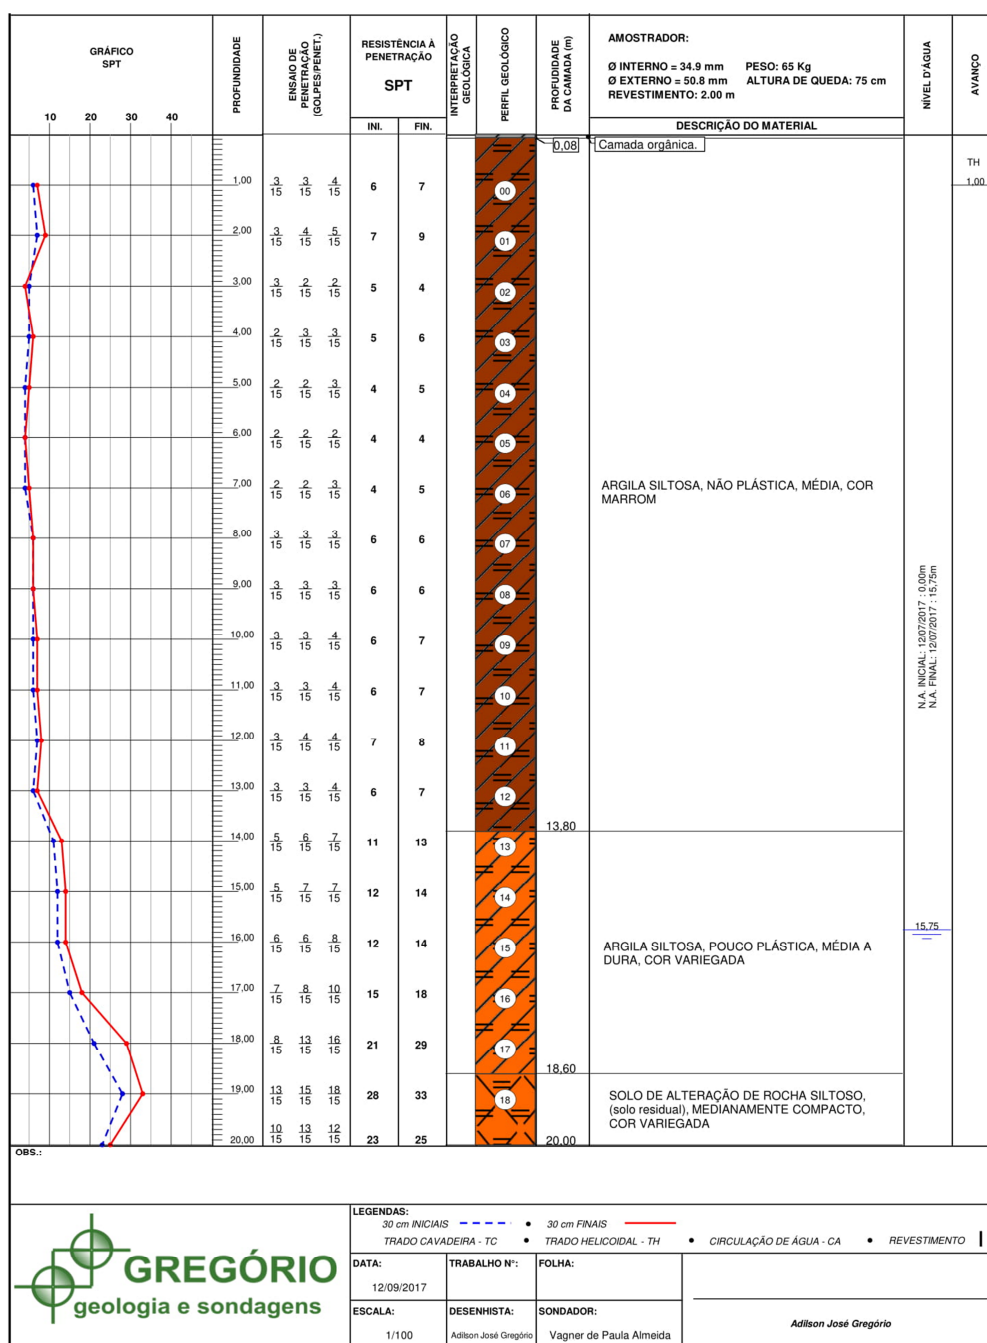 GRÁFICO
SPT
10 20 30 40
PROFUNDIDADE
ENSAIO DE
PENETRAÇÃO
(GOLPES/PENET.)
RESISTÊNCIA À
PENETRAÇÃO
SPT
INI. FIN.
INTERPRETAÇÃO
GEOLÓGICA
PERFIL GEOLÓGICO
PROFUDIDADE
DA CAMADA (m)
AMOSTRADOR:
Ø INTERNO = 34.9 mm PESO: 65 Kg
Ø EXTERNO = 50.8 mm ALTURA DE QUEDA: 75 cm
REVESTIMENTO: 2.00 m
DESCRIÇÃO DO MATERIAL
NÍVEL D'ÁGUA
AVANÇO
0,08 Camada orgânica.
TH
1,00
1,00 3/15 3/15 4/15 6 7 00
2,00 3/15 4/15 5/15 7 9 01
3,00 3/15 2/15 2/15 5 4 02
4,00 2/15 3/15 3/15 5 6 03
5,00 2/15 2/15 3/15 4 5 04
6,00 2/15 2/15 2/15 4 4 05
7,00 2/15 2/15 3/15 4 5 06
ARGILA SILTOSA, NÃO PLÁSTICA, MÉDIA, COR
MARROM
8,00 3/15 3/15 3/15 6 6 07
9,00 3/15 3/15 3/15 6 6 08
10,00 3/15 3/15 4/15 6 7 09
11,00 3/15 3/15 4/15 6 7 10
N.A. INICIAL: 12/07/2017 : 0,00m
N.A. FINAL: 12/07/2017 : 15,75m
12,00 3/15 4/15 4/15 7 8 11
13,00 3/15 3/15 4/15 6 7 12
13,80
14,00 5/15 6/15 7/15 11 13 13
15,00 5/15 7/15 7/15 12 14 14
15,75
16,00 6/15 6/15 8/15 12 14 15
ARGILA SILTOSA, POUCO PLÁSTICA, MÉDIA A
DURA, COR VARIEGADA
17,00 7/15 8/15 10/15 15 18 16
18,00 8/15 13/15 16/15 21 29 17
18,60
19,00 13/15 15/15 18/15 28 33 18
SOLO DE ALTERAÇÃO DE ROCHA SILTOSO,
(solo residual), MEDIANAMENTE COMPACTO,
COR VARIEGADA
20,00 10/15 13/15 12/15 23 25 20,00
OBS.:
LEGENDAS:
30 cm INICIAIS • 30 cm FINAIS
TRADO CAVADEIRA - TC • TRADO HELICOIDAL - TH • CIRCULAÇÃO DE ÁGUA - CA • REVESTIMENTO
GREGÓRIO
geologia e sondagens
DATA: TRABALHO Nº: FOLHA:
12/09/2017
ESCALA: DESENHISTA: SONDADOR:
1/100 Adilson José Gregório Vagner de Paula Almeida
Adilson José Gregório